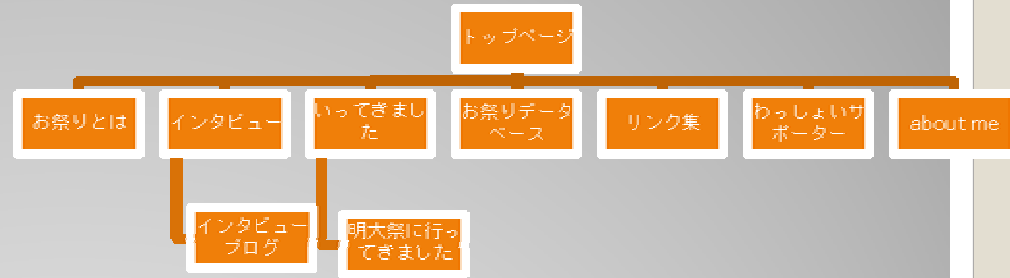 トップページ
お祭りとは
インタビュー
いってきまし
た
お祭りデータ
ベース
リンク集
わっしょいサ
ポーター
about me
インタビュー
ブログ
明大祭に行っ
てきました